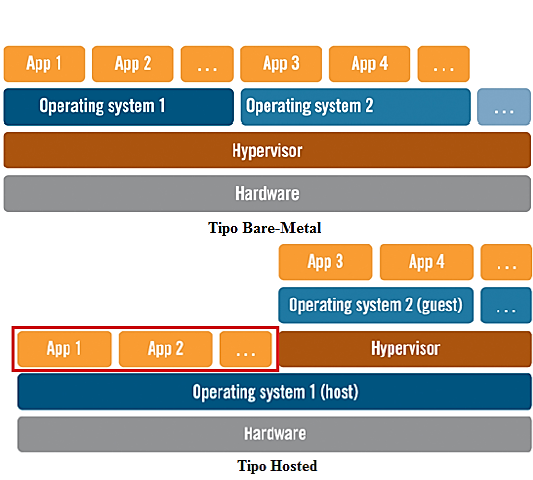 App 1 App 2 ... App 3 App 4 ...
Operating system 1 Operating system 2 ...
Hypervisor
Hardware
Tipo Bare-Metal
App 3 App 4 ...
Operating system 2 (guest) ...
App 1 App 2 ... Hypervisor
Operating system 1 (host)
Hardware
Tipo Hosted